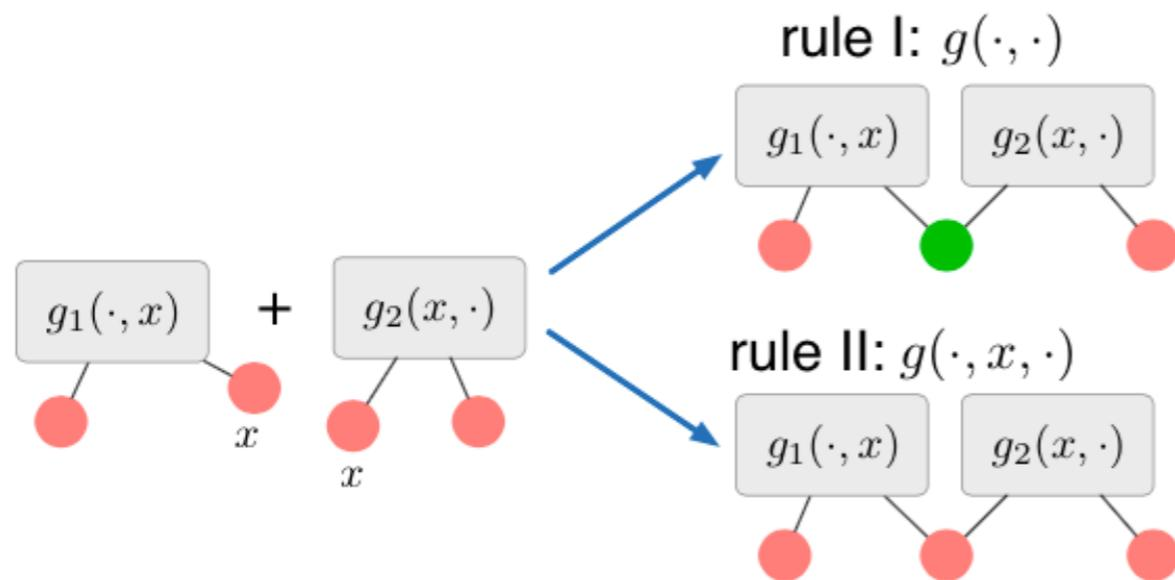 rule I: g(·, ·)
g₁(·, x)
g₂(x, ·)
g₁(·, x)
+
g₂(x, ·)
x
x
rule II: g(·, x, ·)
g₁(·, x)
g₂(x, ·)